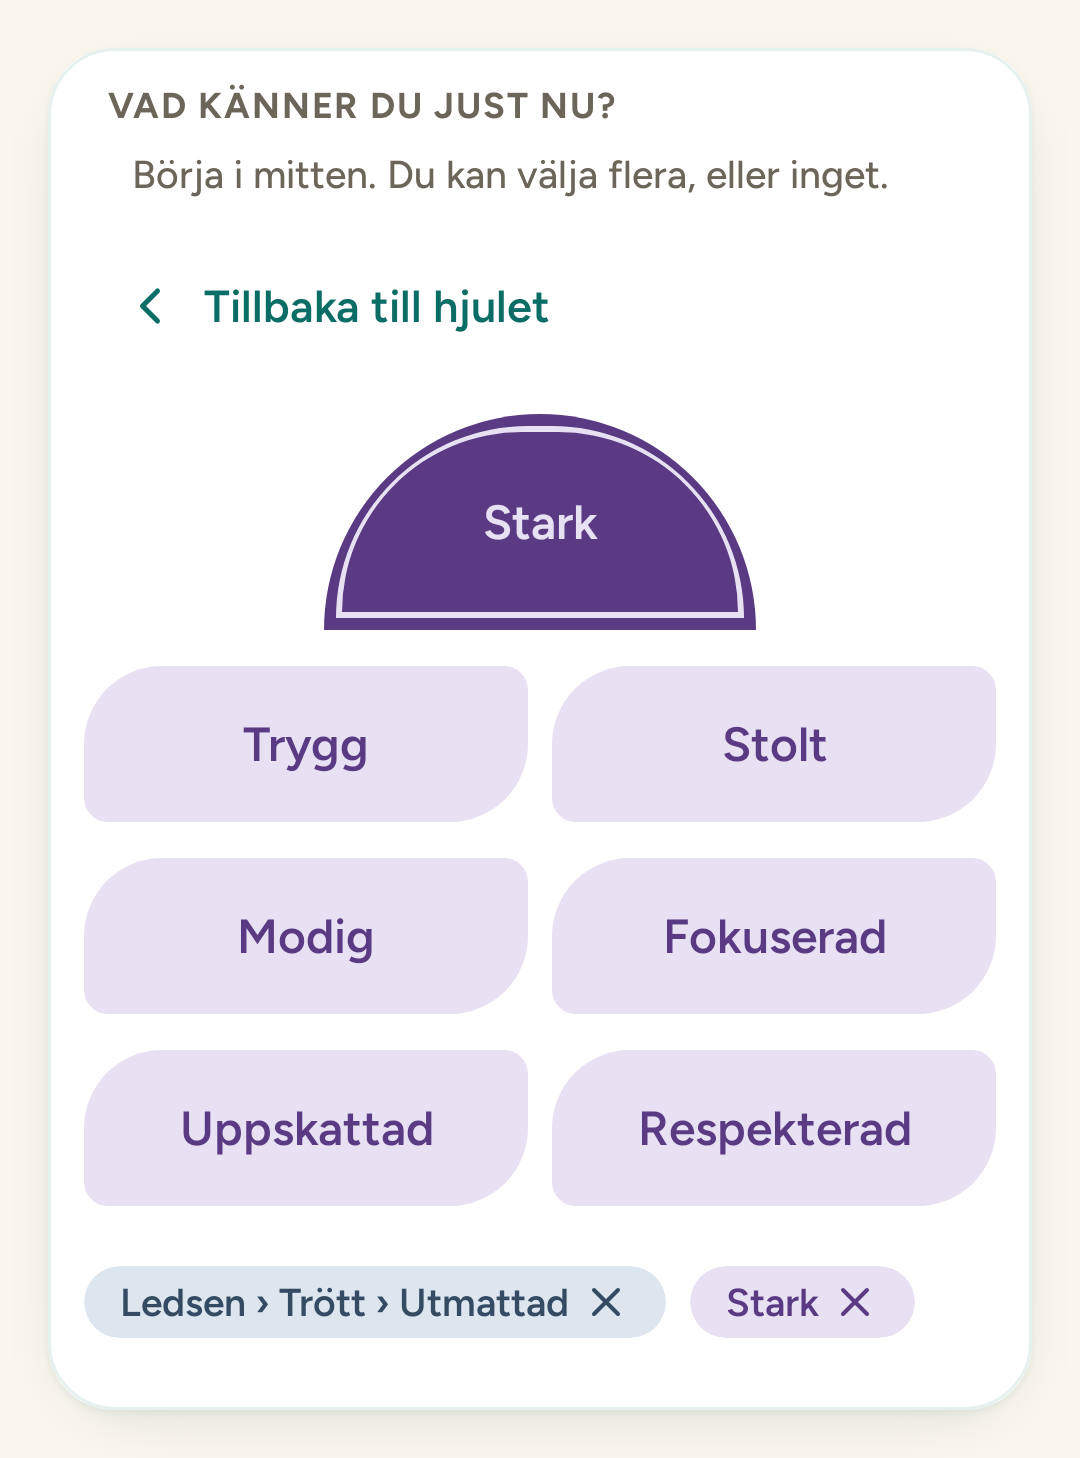 VAD KÄNNER DU JUST NU?
Börja i mitten. Du kan välja flera, eller inget.
Tillbaka till hjulet
Stark
Trygg
Stolt
Modig
Fokuserad
Uppskattad
Respekterad
Ledsen › Trött › Utmattad
Stark